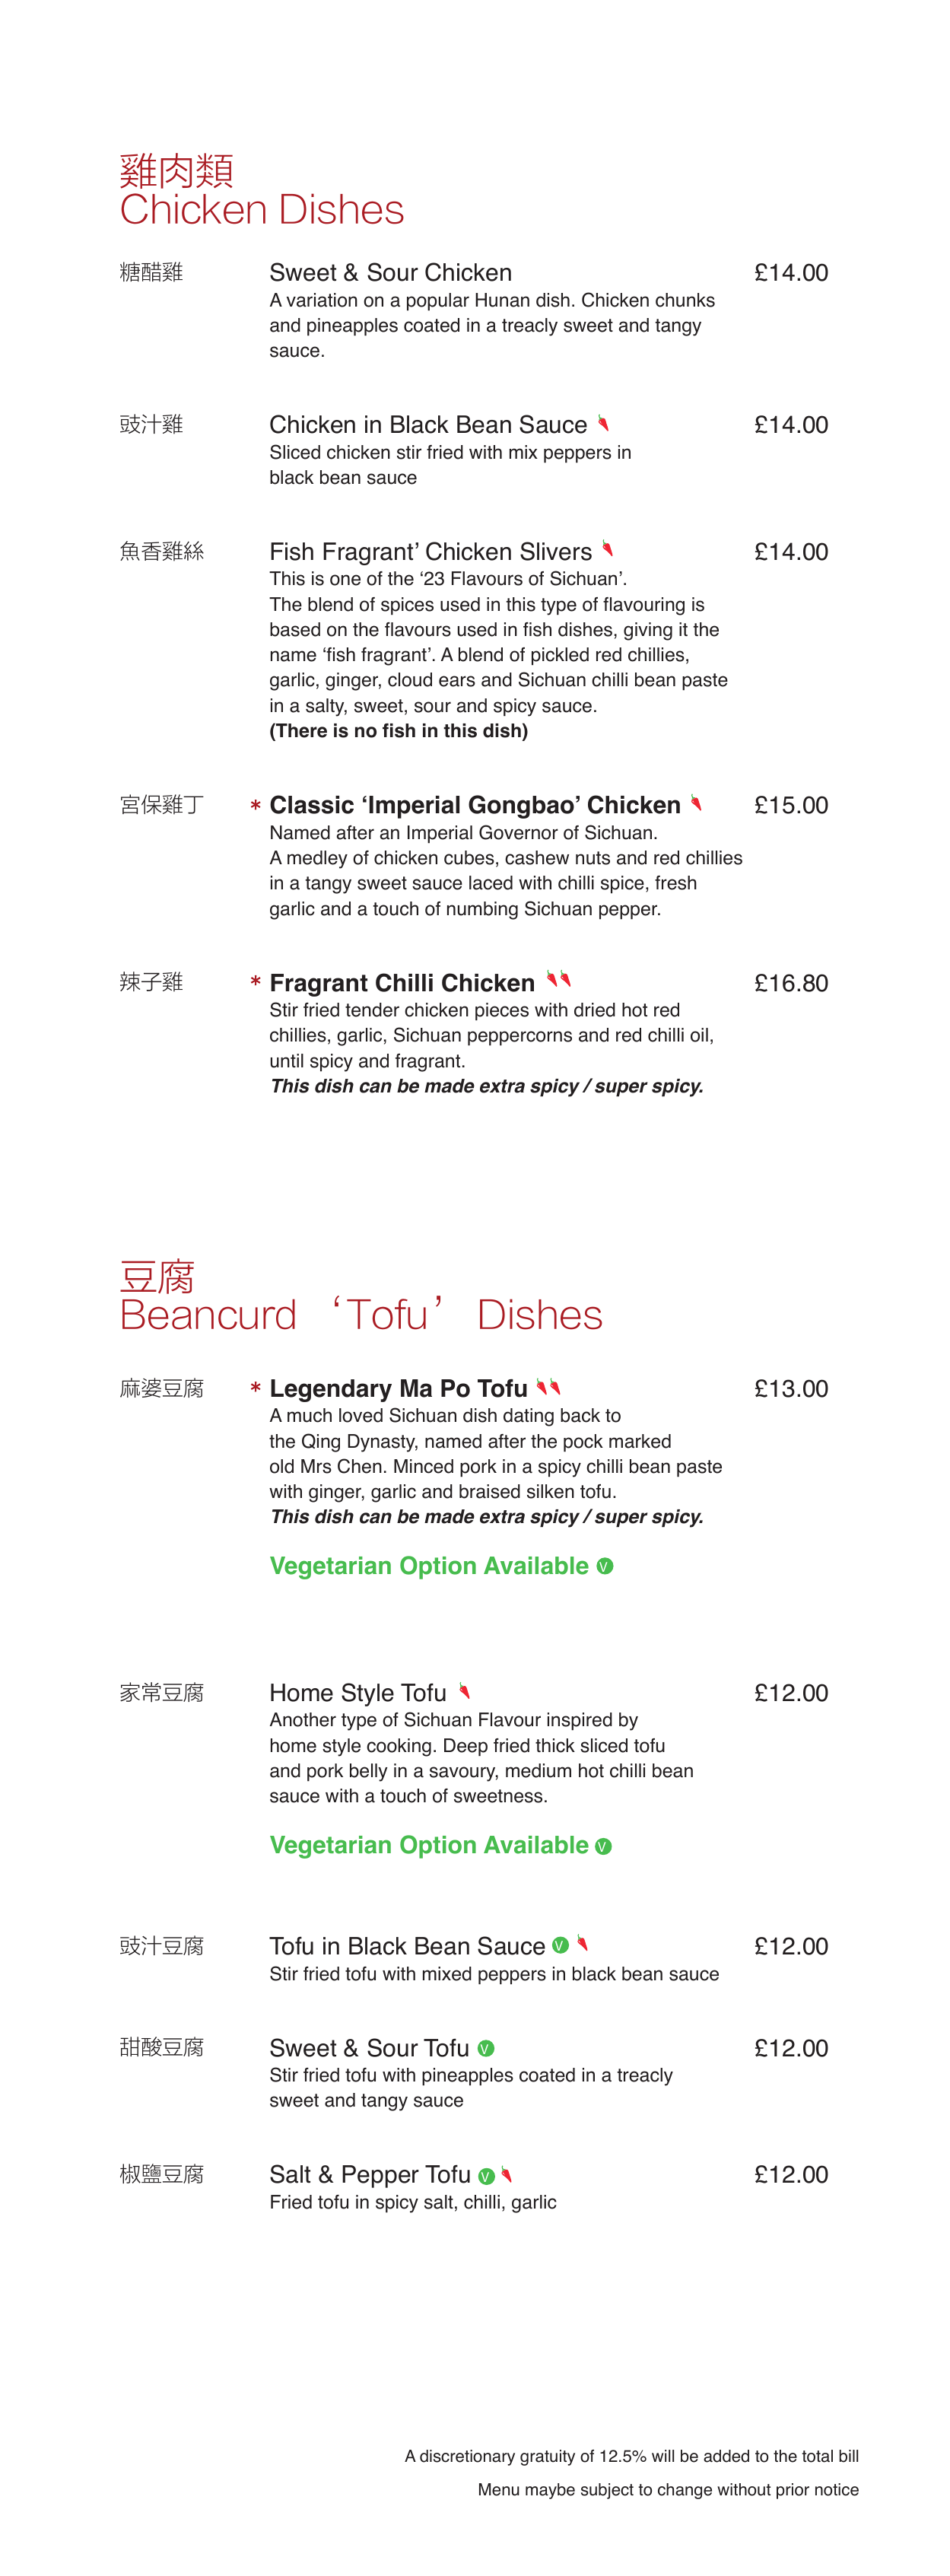 雞肉類
Chicken Dishes
糖醋雞 Sweet & Sour Chicken £14.00
A variation on a popular Hunan dish. Chicken chunks
and pineapples coated in a treacly sweet and tangy
sauce.
豉汁雞 Chicken in Black Bean Sauce £14.00
Sliced chicken stir fried with mix peppers in
black bean sauce
魚香雞絲 Fish Fragrant’ Chicken Slivers £14.00
This is one of the ‘23 Flavours of Sichuan’.
The blend of spices used in this type of flavouring is
based on the flavours used in fish dishes, giving it the
name ‘fish fragrant’. A blend of pickled red chillies,
garlic, ginger, cloud ears and Sichuan chilli bean paste
in a salty, sweet, sour and spicy sauce.
(There is no fish in this dish)
宮保雞丁 * Classic ‘Imperial Gongbao’ Chicken £15.00
Named after an Imperial Governor of Sichuan.
A medley of chicken cubes, cashew nuts and red chillies
in a tangy sweet sauce laced with chilli spice, fresh
garlic and a touch of numbing Sichuan pepper.
辣子雞 * Fragrant Chilli Chicken £16.80
Stir fried tender chicken pieces with dried hot red
chillies, garlic, Sichuan peppercorns and red chilli oil,
until spicy and fragrant.
This dish can be made extra spicy / super spicy.
豆腐
Beancurd ‘Tofu’ Dishes
麻婆豆腐 * Legendary Ma Po Tofu £13.00
A much loved Sichuan dish dating back to
the Qing Dynasty, named after the pock marked
old Mrs Chen. Minced pork in a spicy chilli bean paste
with ginger, garlic and braised silken tofu.
This dish can be made extra spicy / super spicy.
Vegetarian Option Available V
家常豆腐 Home Style Tofu £12.00
Another type of Sichuan Flavour inspired by
home style cooking. Deep fried thick sliced tofu
and pork belly in a savoury, medium hot chilli bean
sauce with a touch of sweetness.
Vegetarian Option Available V
豉汁豆腐 Tofu in Black Bean Sauce V £12.00
Stir fried tofu with mixed peppers in black bean sauce
甜酸豆腐 Sweet & Sour Tofu V £12.00
Stir fried tofu with pineapples coated in a treacly
sweet and tangy sauce
椒鹽豆腐 Salt & Pepper Tofu V £12.00
Fried tofu in spicy salt, chilli, garlic
A discretionary gratuity of 12.5% will be added to the total bill
Menu maybe subject to change without prior notice